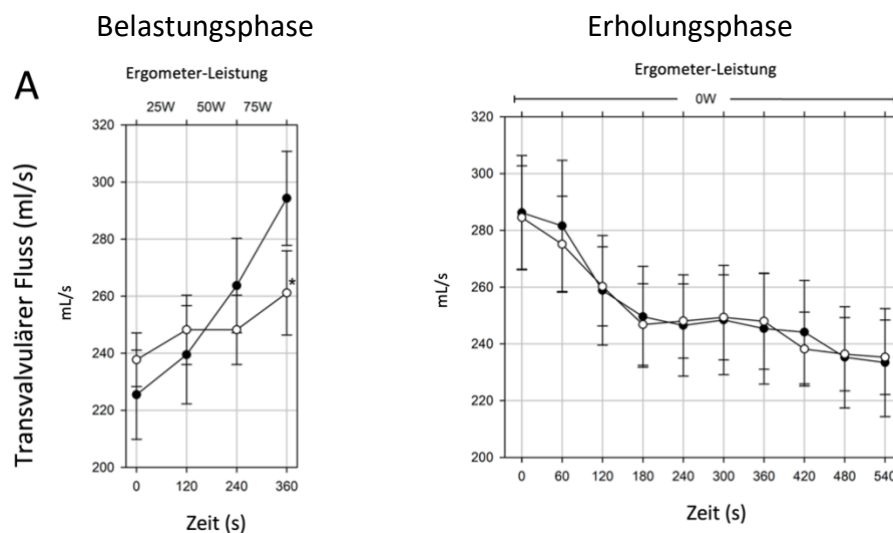 Belastungsphase
Erholungsphase
A
Ergometer-Leistung
25W 50W 75W
Transvalvulärer Fluss (ml/s)
mL/s
320
300
280
260
240
220
200
*
0 120 240 360
Zeit (s)
Ergometer-Leistung
0W
mL/s
320
300
280
260
240
220
200
0 60 120 180 240 300 360 420 480 540
Zeit (s)